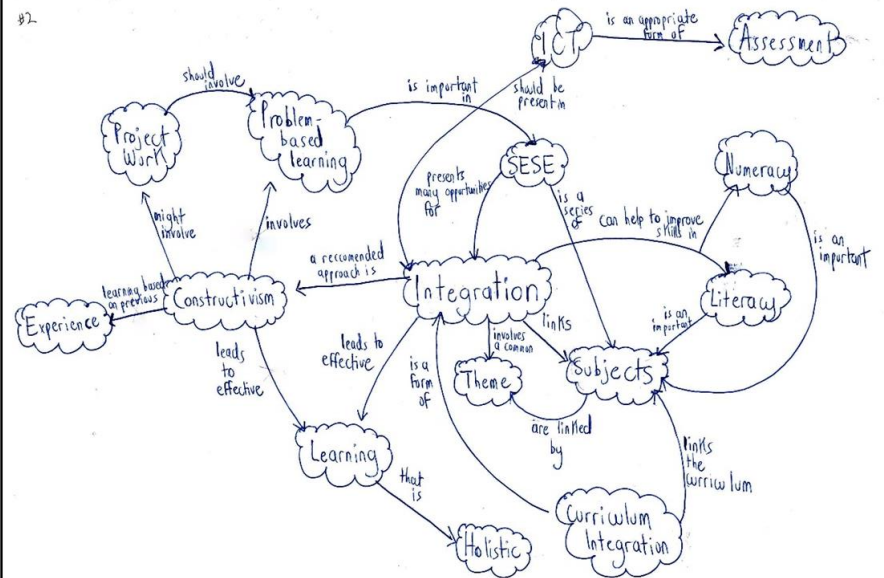 #2
ICT
is an appropriate
form of
Assessment
should
involve
Project
Work
Problem-
based
learning
is important
in
should be
present in
SESE
Numeracy
presents
many opportunities
for
is a
series
of
can help to improve
skills in
is an
important
might
involve
involves
a reccomended
approach is
Integration
Literacy
learning based
on previous
Constructivism
Experience
is an
important
leads
to
effective
leads to
effective
is a
form
of
involves
a common
links
Theme
Subjects
are linked
by
Learning
that
is
links
the
curriculum
Holistic
Curriculum
Integration